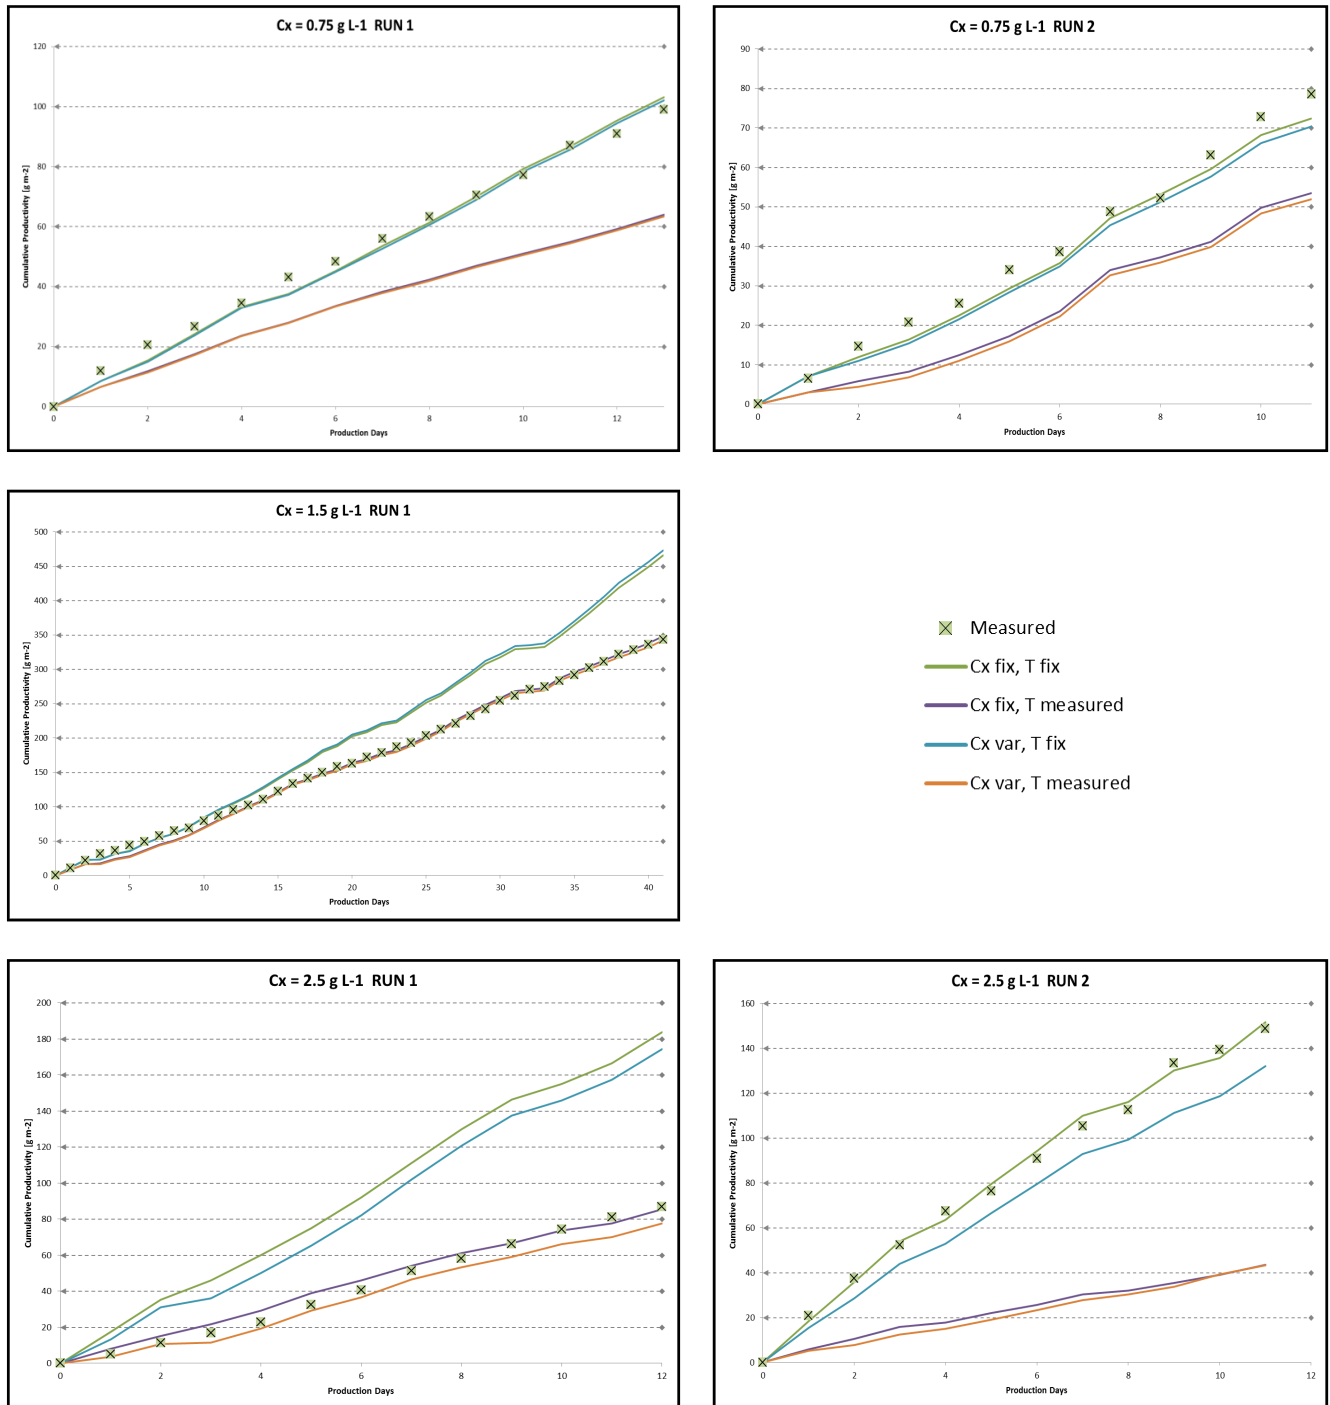 Cx = 0.75 g L-1 RUN 1
120
100
80
60
40
20
0
Cumulative Productivity [g m-2]
0 2 4 6 8 10 12
Production Days
Cx = 0.75 g L-1 RUN 2
90
80
70
60
50
40
30
20
10
0
Cumulative Productivity [g m-2]
0 2 4 6 8 10
Production Days
Cx = 1.5 g L-1 RUN 1
500
450
400
350
300
250
200
150
100
50
0
Cumulative Productivity [g m-2]
0 5 10 15 20 25 30 35 40
Production Days
Measured
Cx fix, T fix
Cx fix, T measured
Cx var, T fix
Cx var, T measured
Cx = 2.5 g L-1 RUN 1
200
180
160
140
120
100
80
60
40
20
0
Cumulative Productivity [g m-2]
0 2 4 6 8 10 12
Production Days
Cx = 2.5 g L-1 RUN 2
160
140
120
100
80
60
40
20
0
Cumulative Productivity [g m-2]
0 2 4 6 8 10 12
Production Days